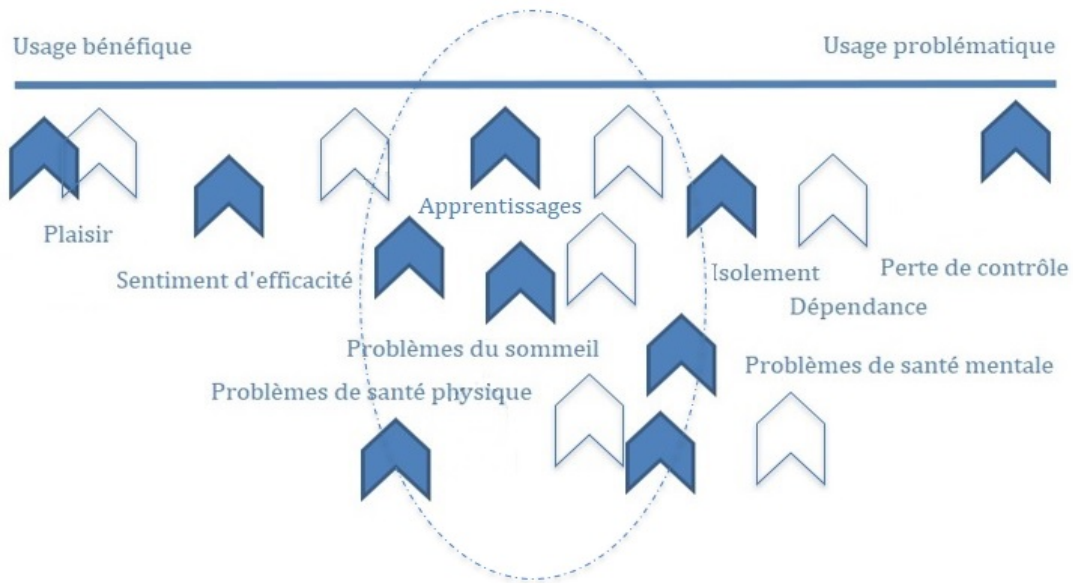 Usage bénéfique
Usage problématique
Apprentissages
Plaisir
Sentiment d'efficacité
Isolement
Perte de contrôle
Dépendance
Problèmes du sommeil
Problèmes de santé mentale
Problèmes de santé physique